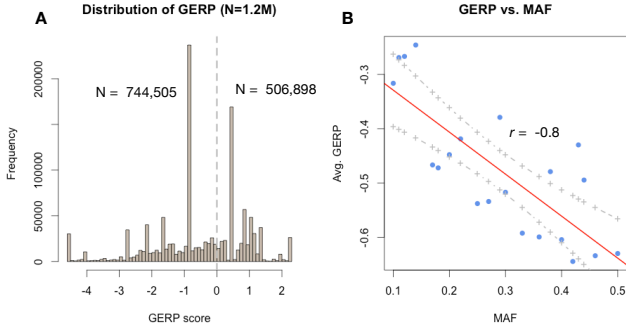 A
Distribution of GERP (N=1.2M)
N = 744,505
N = 506,898
Frequency
200000
100000
50000
0
-4
-3
-2
-1
0
1
2
GERP score
B
GERP vs. MAF
r = -0.8
Avg. GERP
-0.3
-0.4
-0.5
-0.6
0.1
0.2
0.3
0.4
0.5
MAF